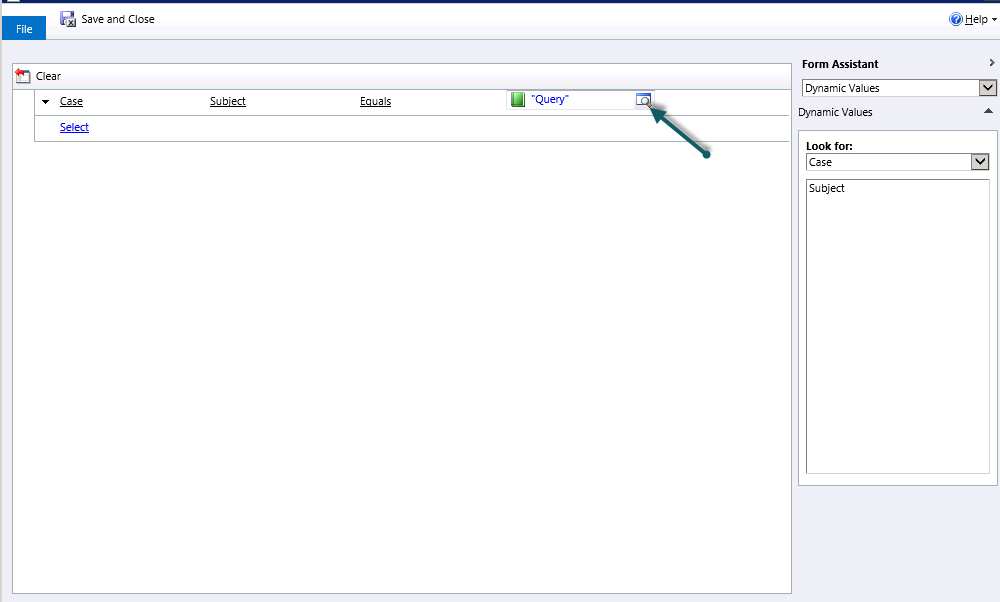 File
Save and Close
Help
Clear
Case Subject Equals "Query"
Select
Form Assistant
Dynamic Values
Dynamic Values
Look for:
Case
Subject